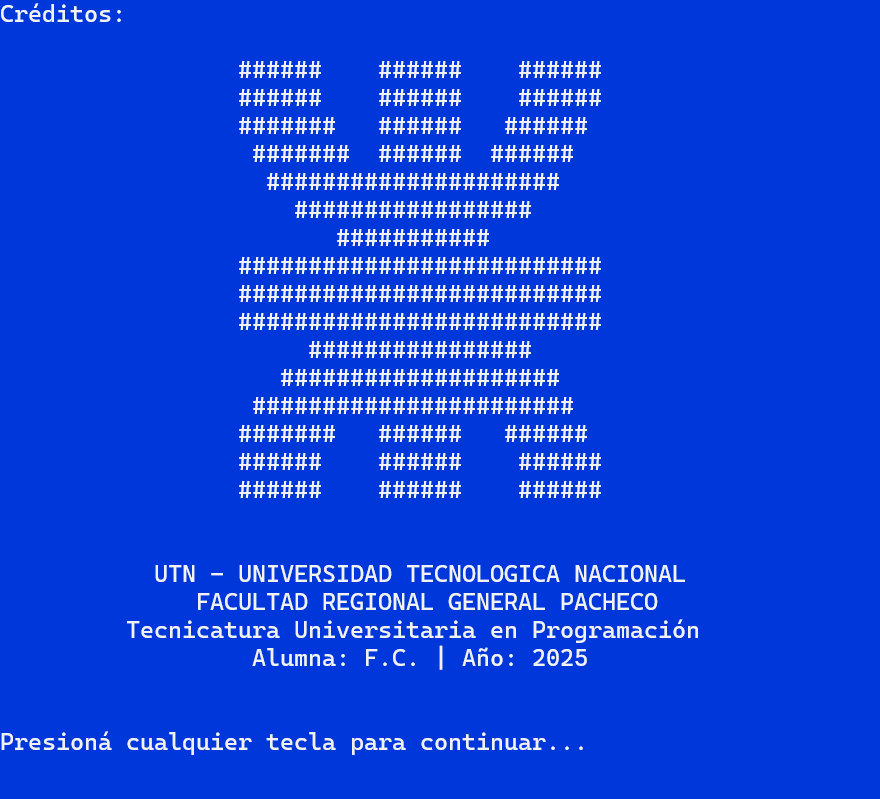 Créditos:
######    ######    ######
######    ######    ######
#######   ######   ######
#######  ######  ######
#####################
#################
###########
##########################
##########################
##########################
################
####################
#######################
#######   ######   ######
######    ######    ######
######    ######    ######
UTN - UNIVERSIDAD TECNOLOGICA NACIONAL
FACULTAD REGIONAL GENERAL PACHECO
Tecnicatura Universitaria en Programación
Alumna: F.C. | Año: 2025
Presioná cualquier tecla para continuar...